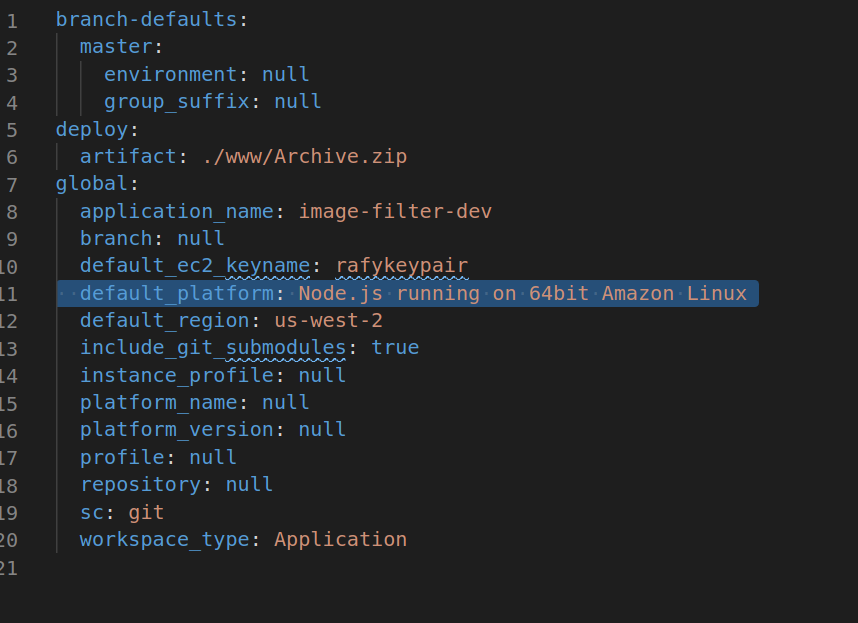 1 branch-defaults:
2 master:
3 environment: null
4 group_suffix: null
5 deploy:
6 artifact: ./www/Archive.zip
7 global:
8 application_name: image-filter-dev
9 branch: null
10 default_ec2_keyname: rafykeypair
11 default_platform: Node.js running on 64bit Amazon Linux
12 default_region: us-west-2
13 include_git_submodules: true
14 instance_profile: null
15 platform_name: null
16 platform_version: null
17 profile: null
18 repository: null
19 sc: git
20 workspace_type: Application
21